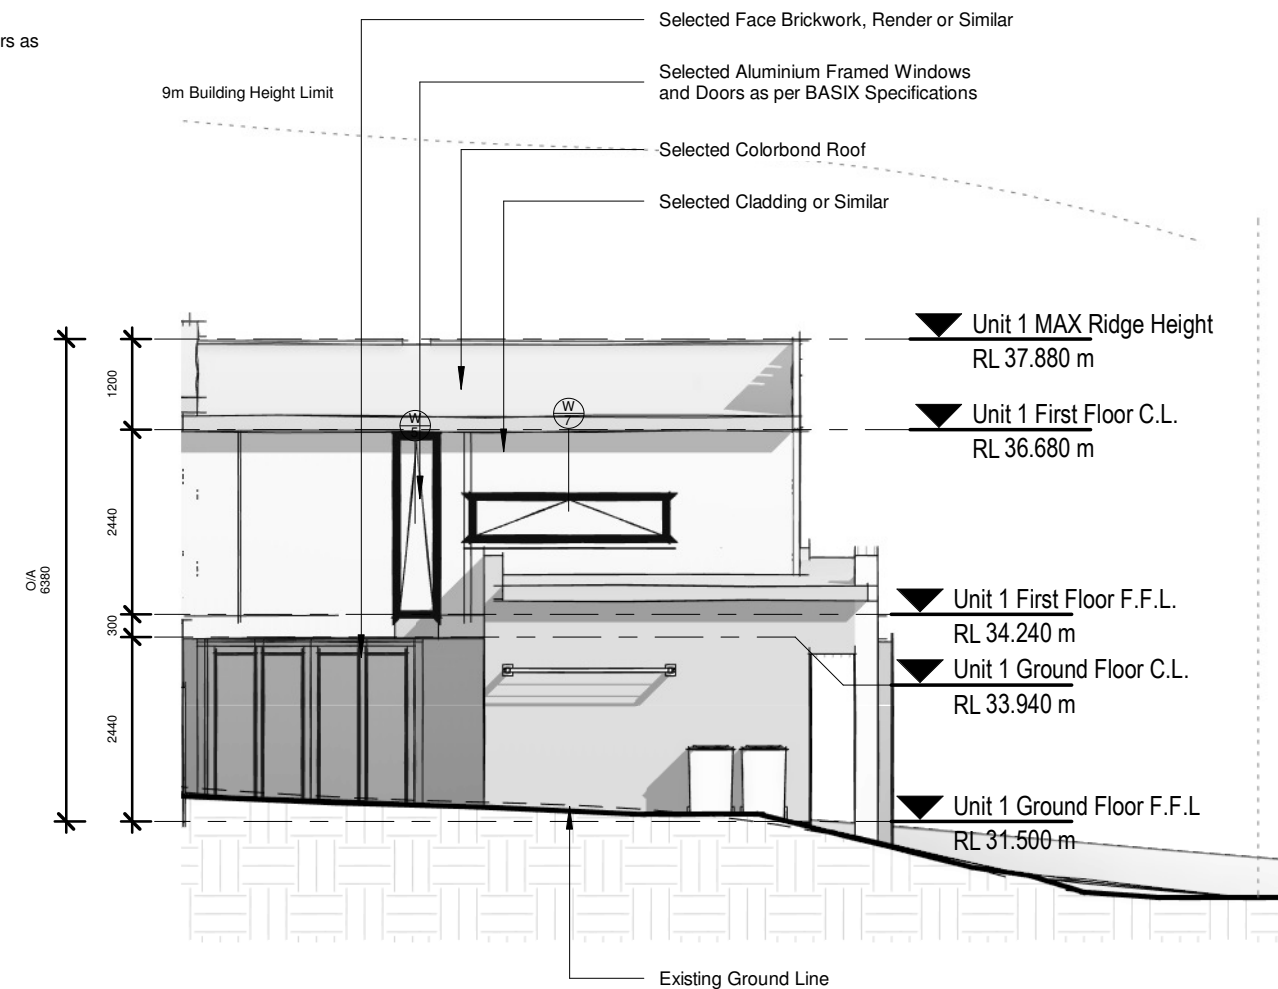 Selected Face Brickwork, Render or Similar
rs as
Selected Aluminium Framed Windows
and Doors as per BASIX Specifications
9m Building Height Limit
Selected Colorbond Roof
Selected Cladding or Similar
Unit 1 MAX Ridge Height
RL 37.880 m
1200
Unit 1 First Floor C.L.
RL 36.680 m
W
W
7
2440
O/A
6380
Unit 1 First Floor F.F.L.
RL 34.240 m
300
Unit 1 Ground Floor C.L.
RL 33.940 m
2440
Unit 1 Ground Floor F.F.L
RL 31.500 m
Existing Ground Line